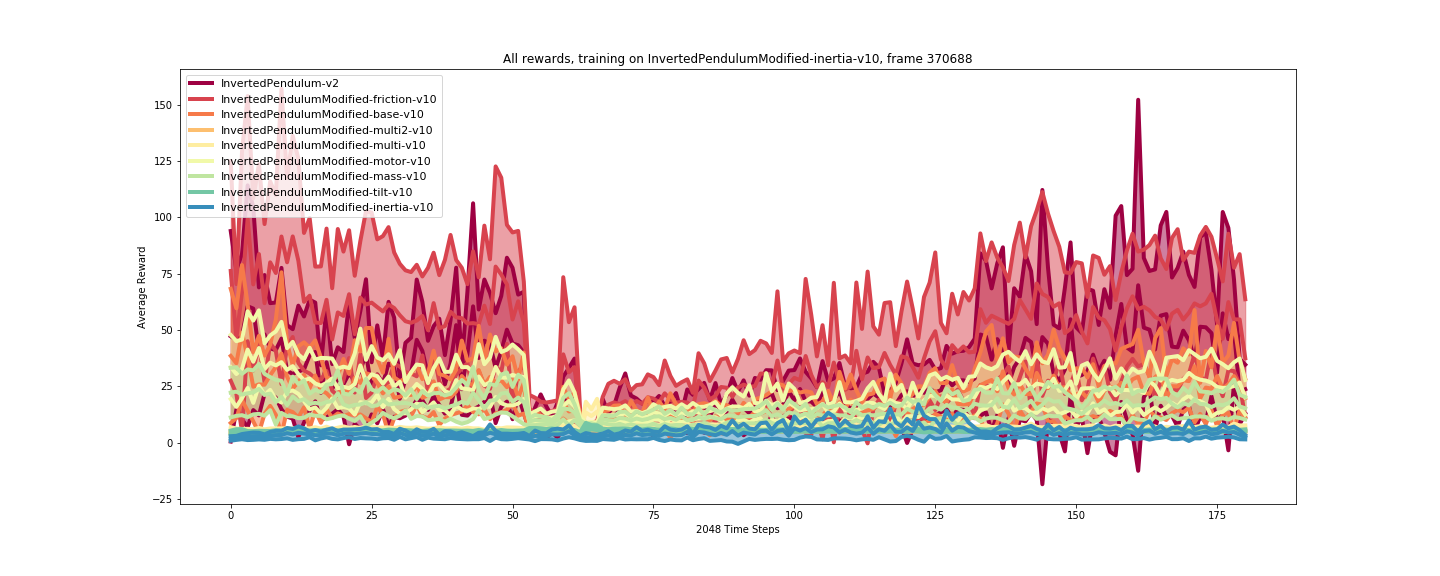 All rewards, training on InvertedPendulumModified-inertia-v10, frame 370688
InvertedPendulum-v2
InvertedPendulumModified-friction-v10
InvertedPendulumModified-base-v10
InvertedPendulumModified-multi2-v10
InvertedPendulumModified-multi-v10
InvertedPendulumModified-motor-v10
InvertedPendulumModified-mass-v10
InvertedPendulumModified-tilt-v10
InvertedPendulumModified-inertia-v10
Average Reward
150
125
100
75
50
25
0
−25
0 25 50 75 100 125 150 175
2048 Time Steps